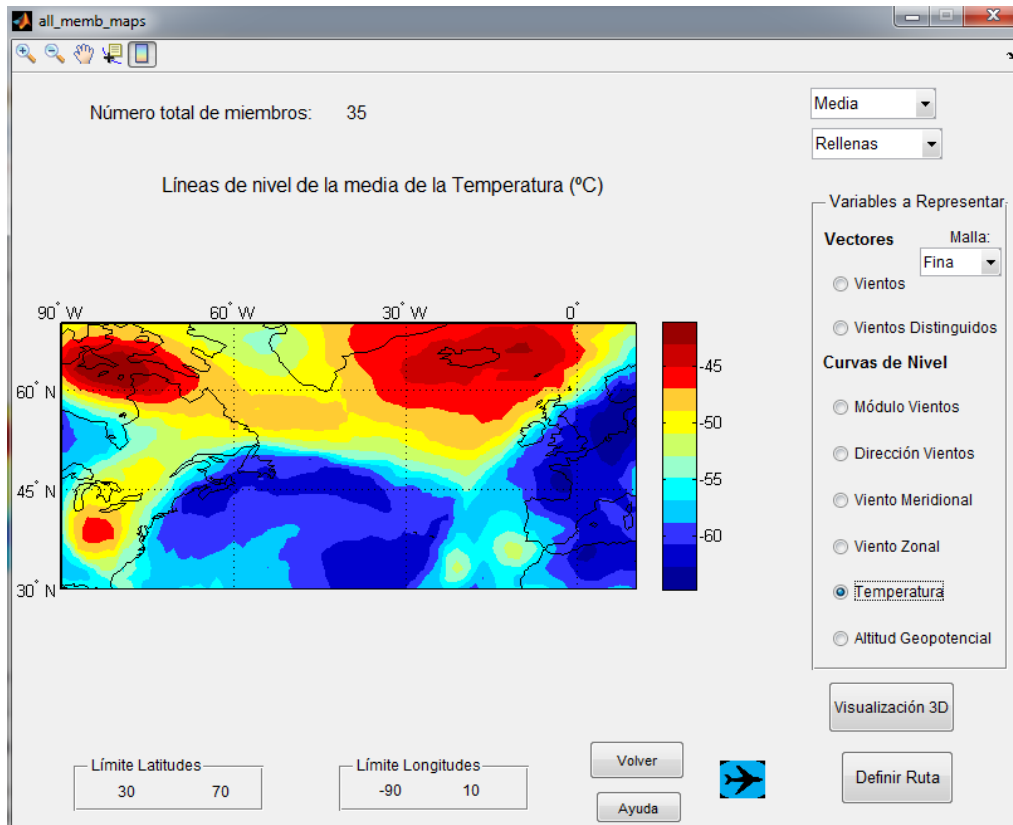 all_memb_maps
Número total de miembros: 35
Media
Rellenas
Líneas de nivel de la media de la Temperatura (ºC)
Variables a Representar
Vectores
Malla:
Fina
Vientos
Vientos Distinguidos
Curvas de Nivel
Módulo Vientos
Dirección Vientos
Viento Meridional
Viento Zonal
Temperatura
Altitud Geopotencial
90° W 60° W 30° W 0°
60° N
45° N
30° N
-45
-50
-55
-60
Visualización 3D
Definir Ruta
Límite Latitudes
30 70
Límite Longitudes
-90 10
Volver
Ayuda